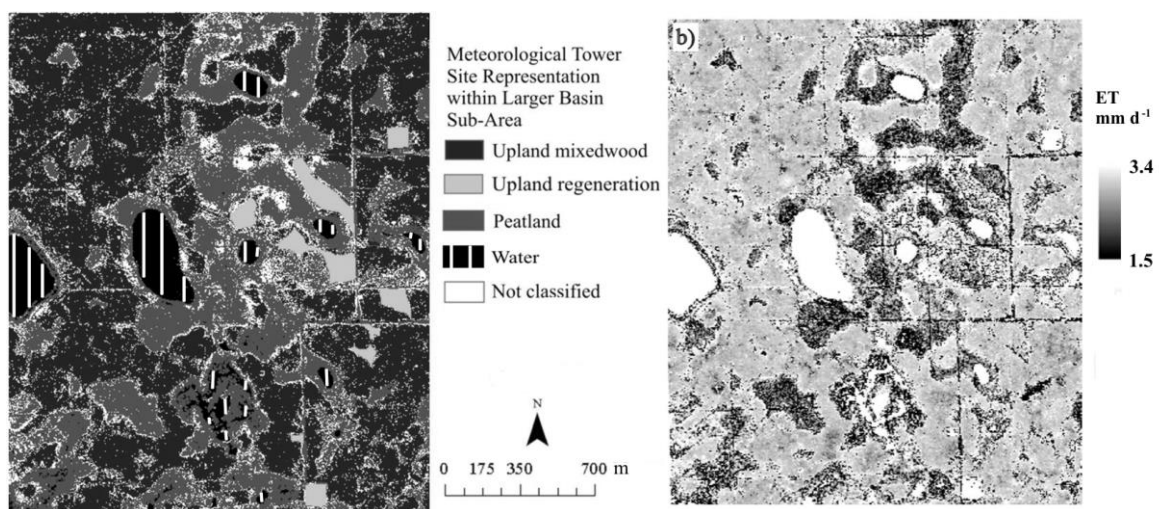 Meteorological Tower
Site Representation
within Larger Basin
Sub-Area
Upland mixedwood
Upland regeneration
Peatland
Water
Not classified
N
0 175 350 700 m
b)
ET
mm d-1
3.4
1.5